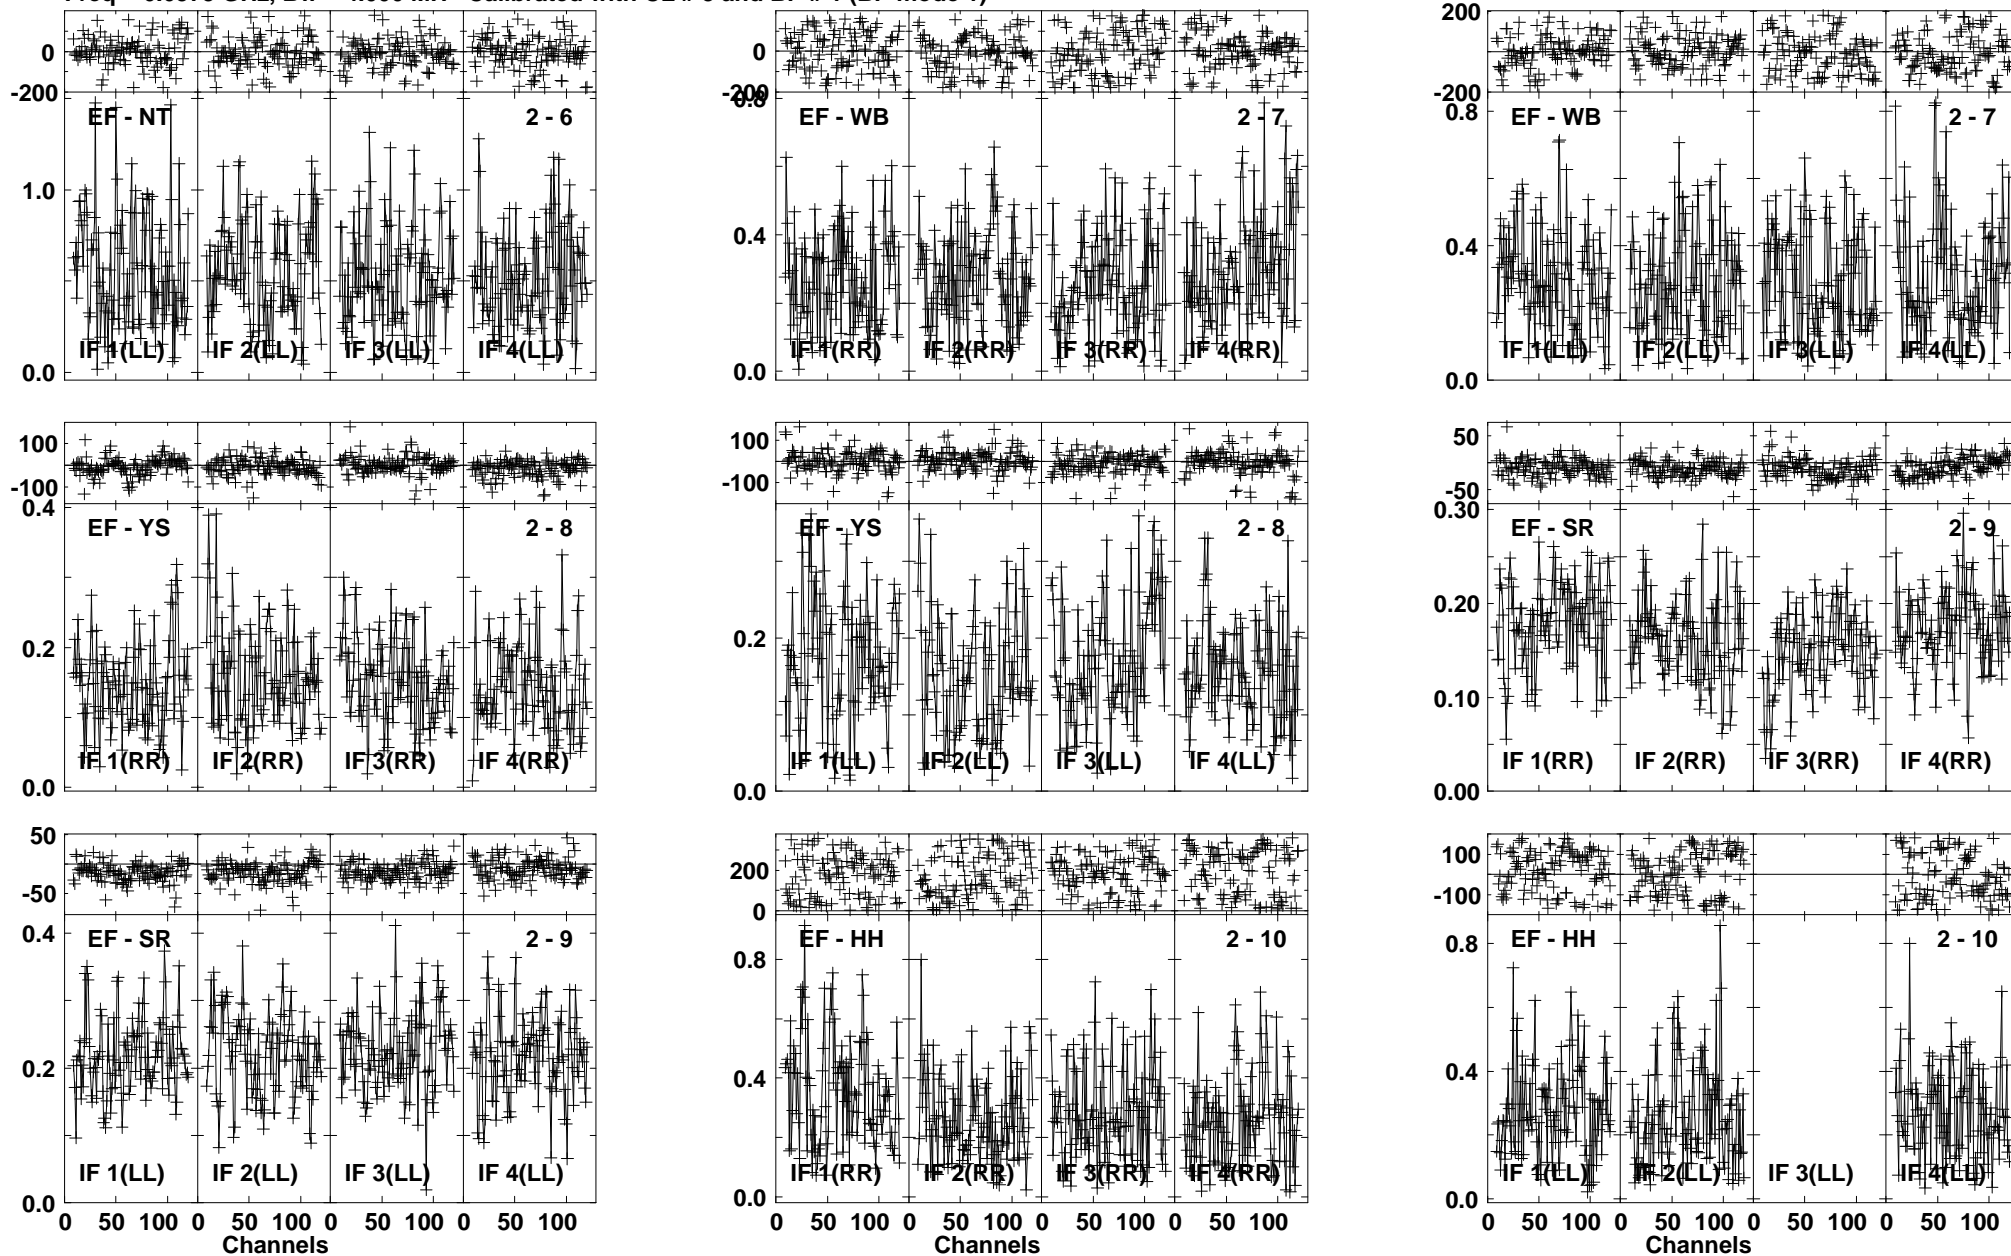 0
-200
EF - NT
2 - 6
1.0
0.0
IF 1(LL) IF 2(LL) IF 3(LL) IF 4(LL)
0
-200
0.8
EF - WB
2 - 7
0.4
0.0
IF 1(RR) IF 2(RR) IF 3(RR) IF 4(RR)
200
0
-200
0.8
EF - WB
2 - 7
0.4
0.0
IF 1(LL) IF 2(LL) IF 3(LL) IF 4(LL)
100
-100
0.4
EF - YS
2 - 8
0.2
0.0
IF 1(RR) IF 2(RR) IF 3(RR) IF 4(RR)
100
-100
EF - YS
2 - 8
0.2
0.0
IF 1(LL) IF 2(LL) IF 3(LL) IF 4(LL)
50
-50
0.30
EF - SR
2 - 9
0.20
0.10
0.00
IF 1(RR) IF 2(RR) IF 3(RR) IF 4(RR)
50
-50
0.4
EF - SR
2 - 9
0.2
0.0
IF 1(LL) IF 2(LL) IF 3(LL) IF 4(LL)
0 50 100 0 50 100 0 50 100 0 50 100
Channels
200
0
0.8
EF - HH
2 - 10
0.4
0.0
IF 1(RR) IF 2(RR) IF 3(RR) IF 4(RR)
0 50 100 0 50 100 0 50 100 0 50 100
Channels
100
-100
0.8
EF - HH
2 - 10
0.4
0.0
IF 1(LL) IF 2(LL) IF 3(LL) IF 4(LL)
0 50 100 0 50 100 0 50 100 0 50 100
Channels